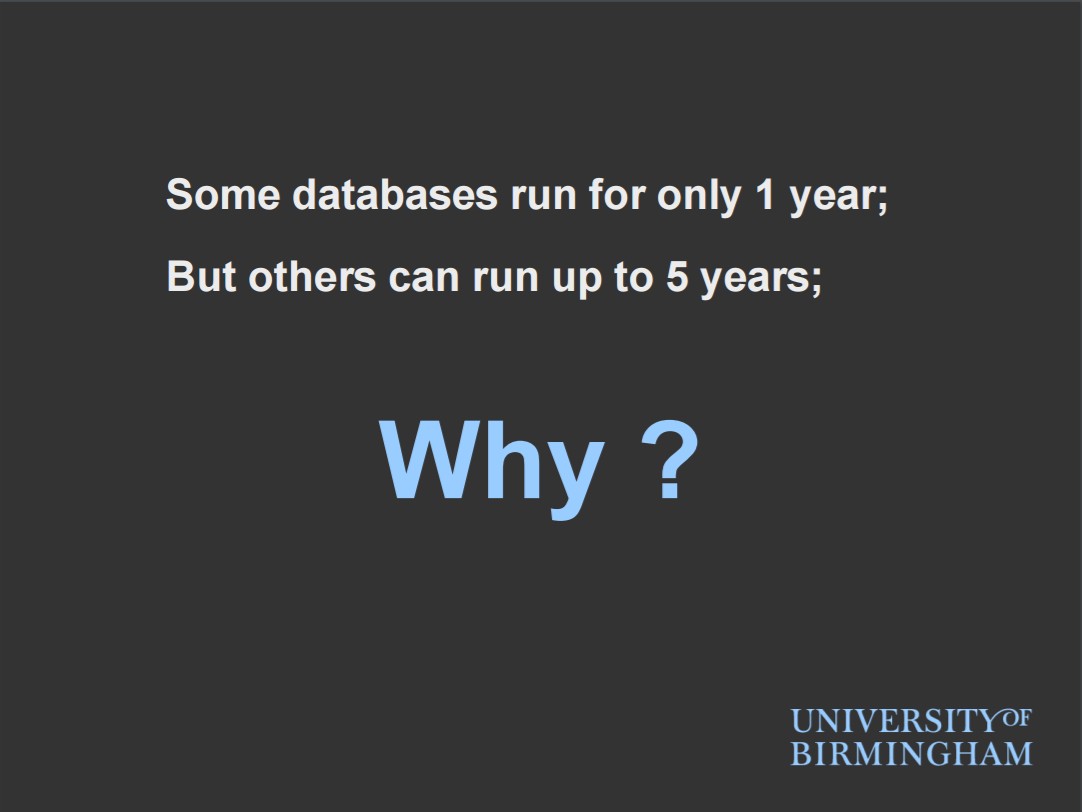 Some databases run for only 1 year;
But others can run up to 5 years;
Why ?
UNIVERSITY OF
BIRMINGHAM